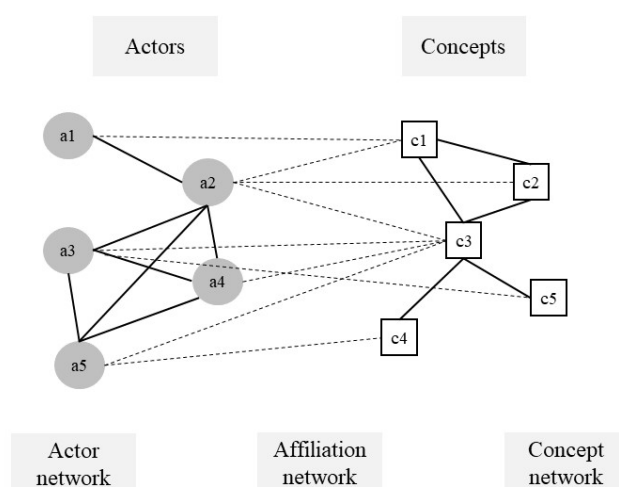 Actors
Concepts
a1
c1
a2
c2
a3
c3
a4
c5
c4
a5
Actor
network
Affiliation
network
Concept
network